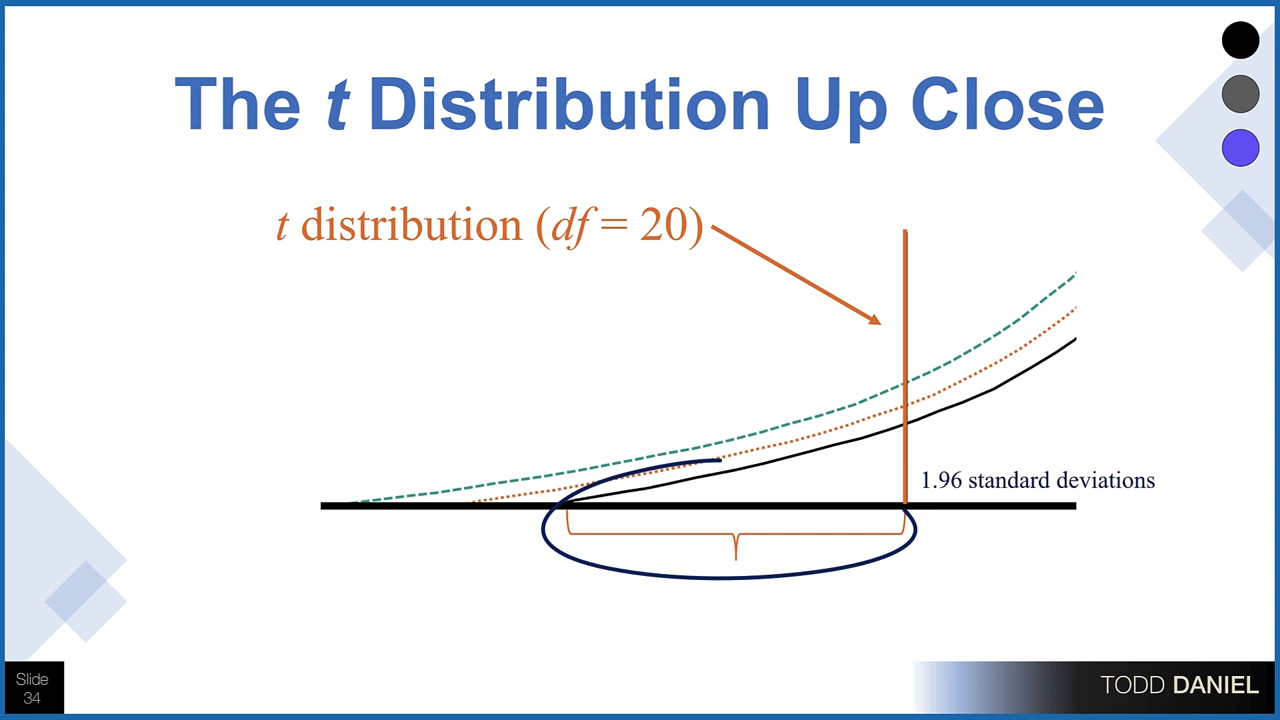 The t Distribution Up Close
t distribution (df = 20)
1.96 standard deviations
Slide
34
TODD DANIEL